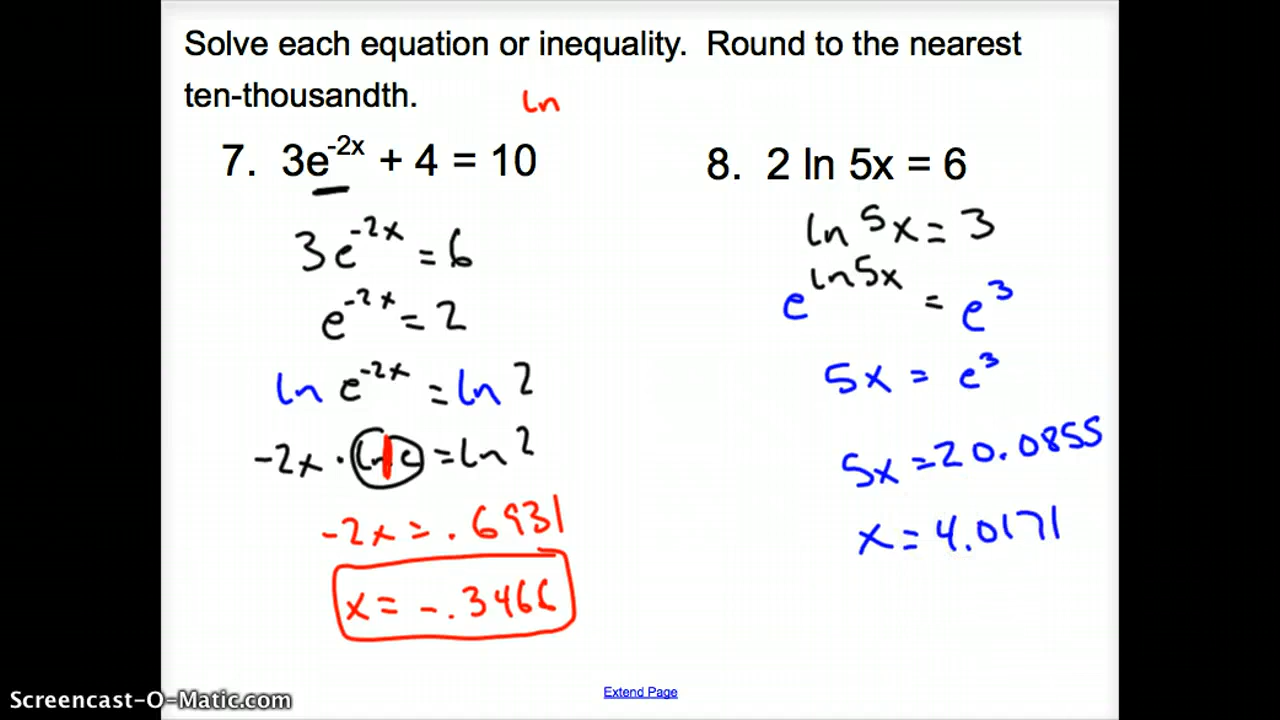 Solve each equation or inequality. Round to the nearest
ten-thousandth.
ln
7. 3e^-2x + 4 = 10
3e^-2x = 6
e^-2x = 2
ln e^-2x = ln 2
-2x · ln e = ln 2
-2x = .6931
x = -.3466
8. 2 ln 5x = 6
ln 5x = 3
e^ln5x = e^3
5x = e^3
5x = 20.0855
x = 4.0171
Extend Page
Screencast-O-Matic.com